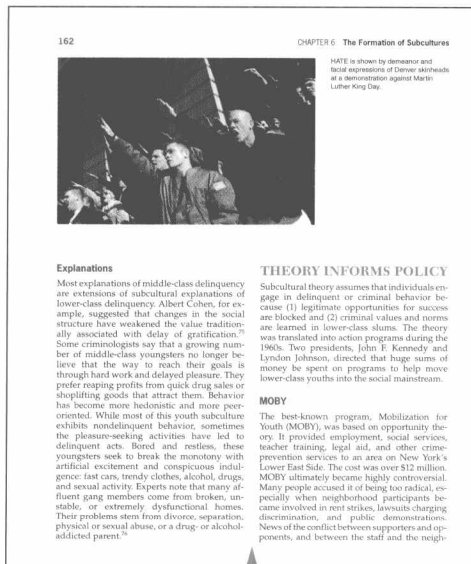 162
CHAPTER 6 The Formation of Subcultures
HATE is shown by demeanor and
facial expressions of Denver skinheads
at a demonstration against Martin
Luther King Day.
Explanations
Most explanations of middle-class delinquency
are extensions of subcultural explanations of
lower-class delinquency. Albert Cohen, for ex-
ample, suggested that changes in the social
structure have weakened the value tradition-
ally associated with delay of gratification.75
Some criminologists say that a growing num-
ber of middle-class youngsters no longer be-
lieve that the way to reach their goals is
through hard work and delayed pleasure. They
prefer reaping profits from quick drug sales or
shoplifting goods that attract them. Behavior
has become more hedonistic and more peer-
oriented. While most of this youth subculture
exhibits nondelinquent behavior, sometimes
the pleasure-seeking activities have led to
delinquent acts. Bored and restless, these
youngsters seek to break the monotony with
artificial excitement and conspicuous indul-
gence: fast cars, trendy clothes, alcohol, drugs,
and sexual activity. Experts note that many af-
fluent gang members come from broken, un-
stable, or extremely dysfunctional homes.
Their problems stem from divorce, separation,
physical or sexual abuse, or a drug- or alcohol-
addicted parent.76
THEORY INFORMS POLICY
Subcultural theory assumes that individuals en-
gage in delinquent or criminal behavior be-
cause (1) legitimate opportunities for success
are blocked and (2) criminal values and norms
are learned in lower-class slums. The theory
was translated into action programs during the
1960s. Two presidents, John F. Kennedy and
Lyndon Johnson, directed that huge sums of
money be spent on programs to help move
lower-class youths into the social mainstream.
MOBY
The best-known program, Mobilization for
Youth (MOBY), was based on opportunity the-
ory. It provided employment, social services,
teacher training, legal aid, and other crime-
prevention services to an area on New York's
Lower East Side. The cost was over $12 million.
MOBY ultimately became highly controversial.
Many people accused it of being too radical, es-
pecially when neighborhood participants be-
came involved in rent strikes, lawsuits charging
discrimination, and public demonstrations.
News of the conflict between supporters and op-
ponents, and between the staff and the neigh-